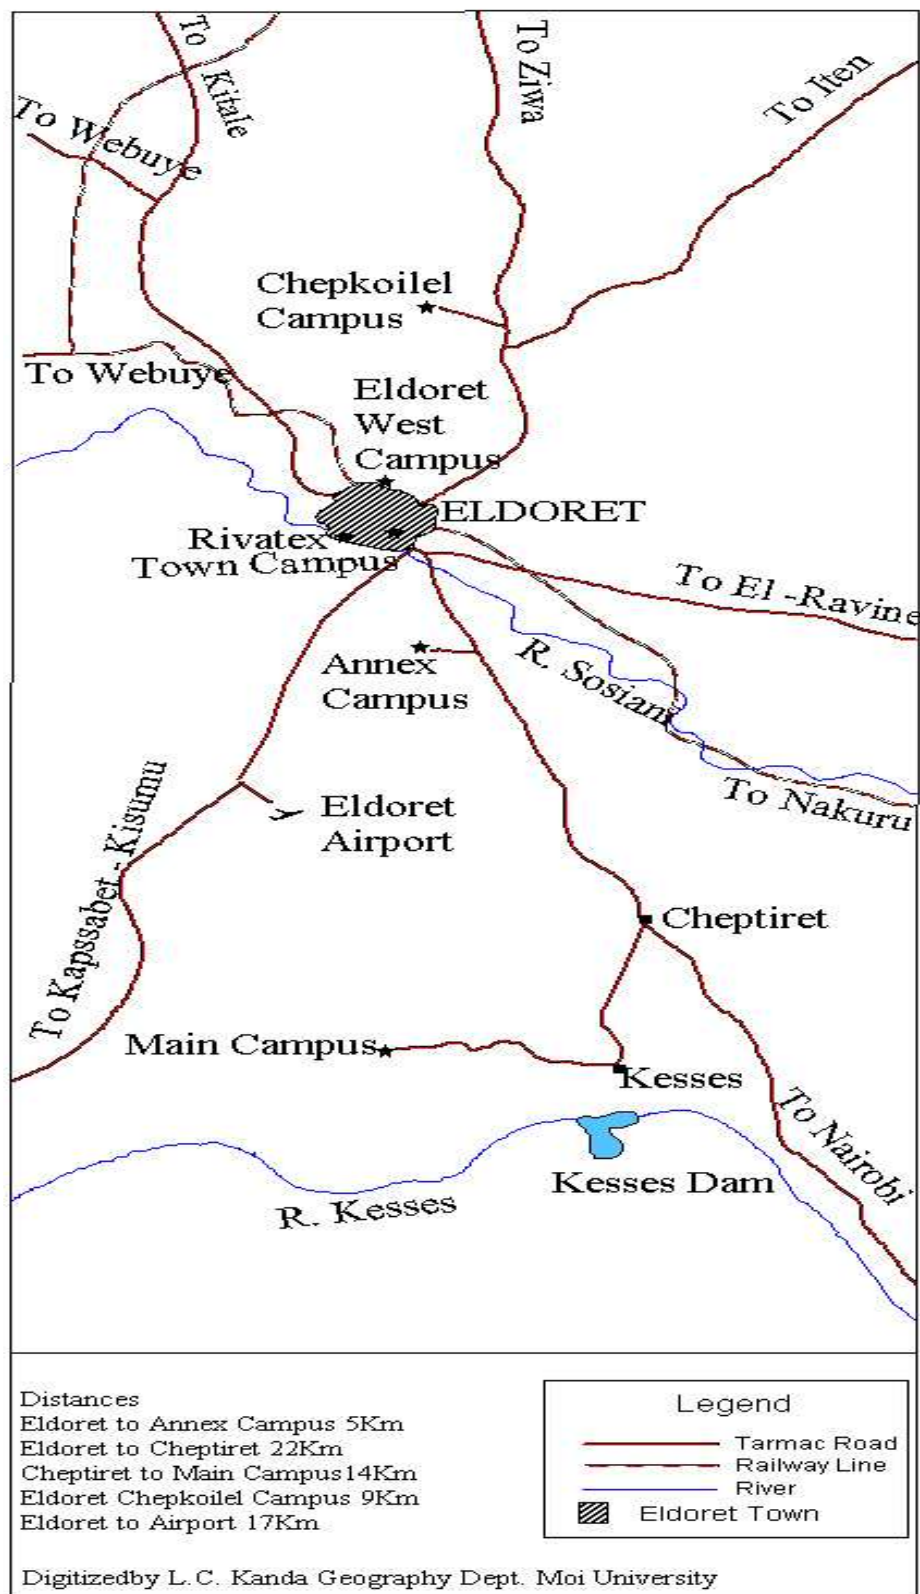 To Kitale
To Ziwa
To Iten
To Webuye
Chepkoilel
Campus
To Webuye
Eldoret
West
Campus
ELDORET
Rivatex
Town Campus
To El -Ravine
R. Sosiani
Annex
Campus
To Nakuru
Eldoret
Airport
To Kapssabet - Kisumu
Cheptiret
Main Campus
Kesses
To Nairobi
Kesses Dam
R. Kesses
Distances
Eldoret to Annex Campus 5Km
Eldoret to Cheptiret 22Km
Cheptiret to Main Campus14Km
Eldoret Chepkoilel Campus 9Km
Eldoret to Airport 17Km
Legend
Tarmac Road
Railway Line
River
Eldoret Town
Digitizedby L.C. Kanda Geography Dept. Moi University